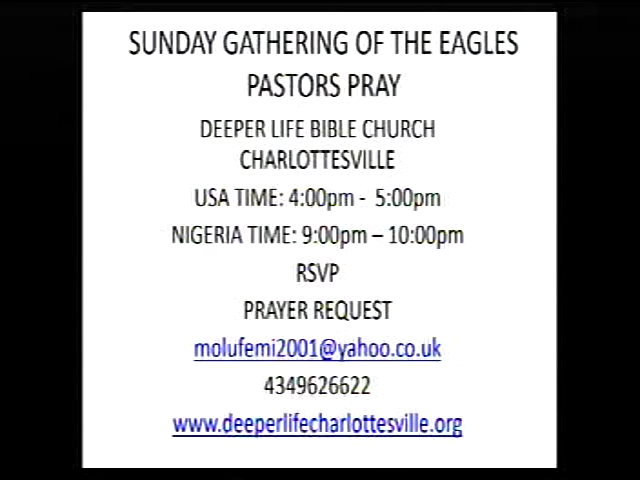 SUNDAY GATHERING OF THE EAGLES
PASTORS PRAY
DEEPER LIFE BIBLE CHURCH
CHARLOTTESVILLE
USA TIME: 4:00pm - 5:00pm
NIGERIA TIME: 9:00pm – 10:00pm
RSVP
PRAYER REQUEST
molufemi2001@yahoo.co.uk
4349626622
www.deeperlifecharlottesville.org